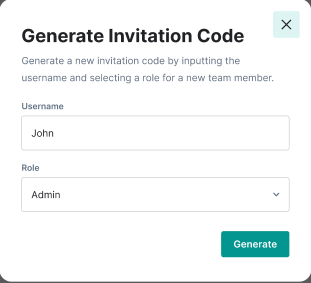 Generate Invitation Code
Generate a new invitation code by inputting the
username and selecting a role for a new team member.
Username
John
Role
Admin
Generate